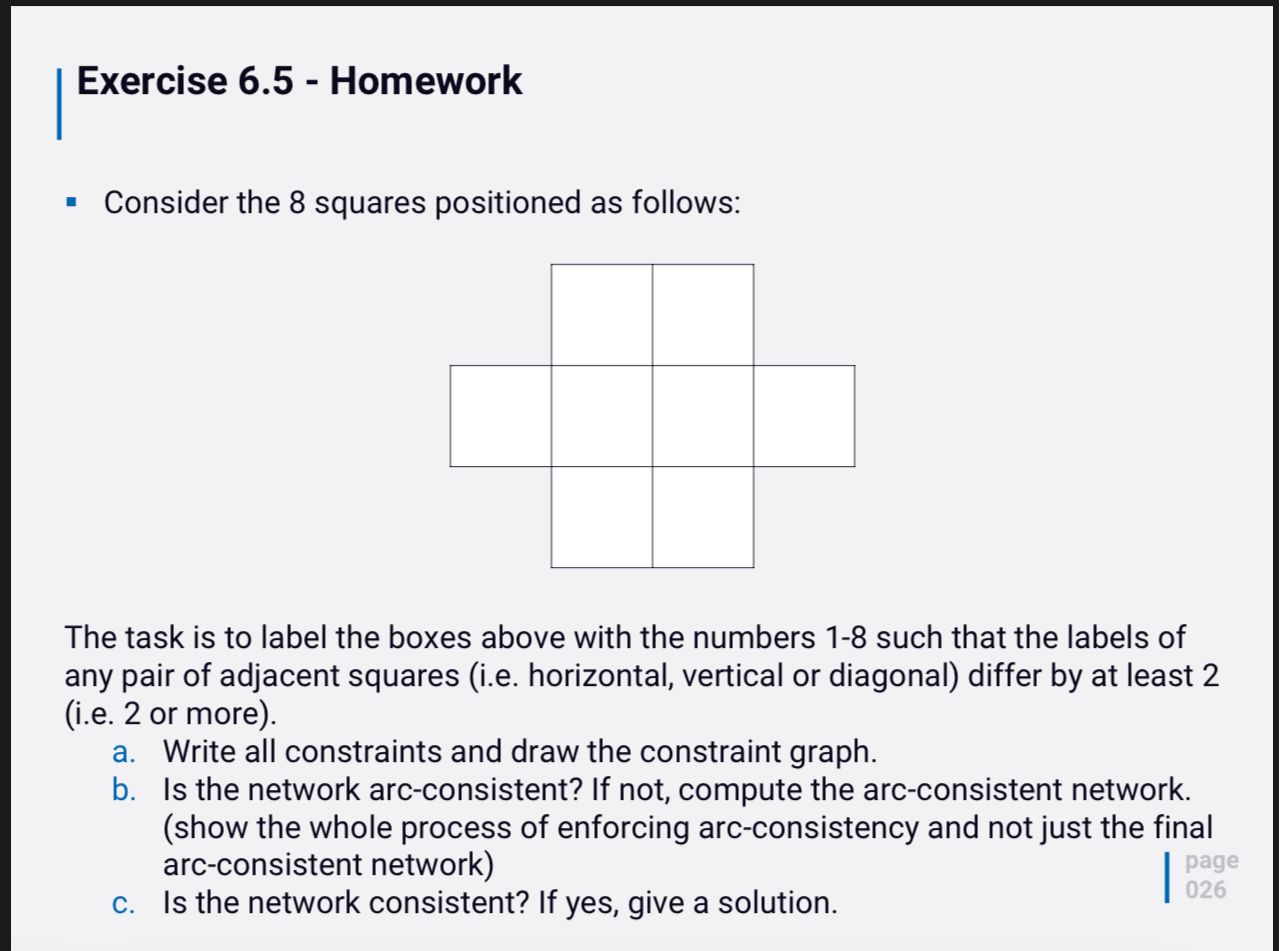 Exercise 6.5 - Homework
▪ Consider the 8 squares positioned as follows:
The task is to label the boxes above with the numbers 1-8 such that the labels of
any pair of adjacent squares (i.e. horizontal, vertical or diagonal) differ by at least 2
(i.e. 2 or more).
a. Write all constraints and draw the constraint graph.
b. Is the network arc-consistent? If not, compute the arc-consistent network.
(show the whole process of enforcing arc-consistency and not just the final
arc-consistent network)
c. Is the network consistent? If yes, give a solution.
page
026